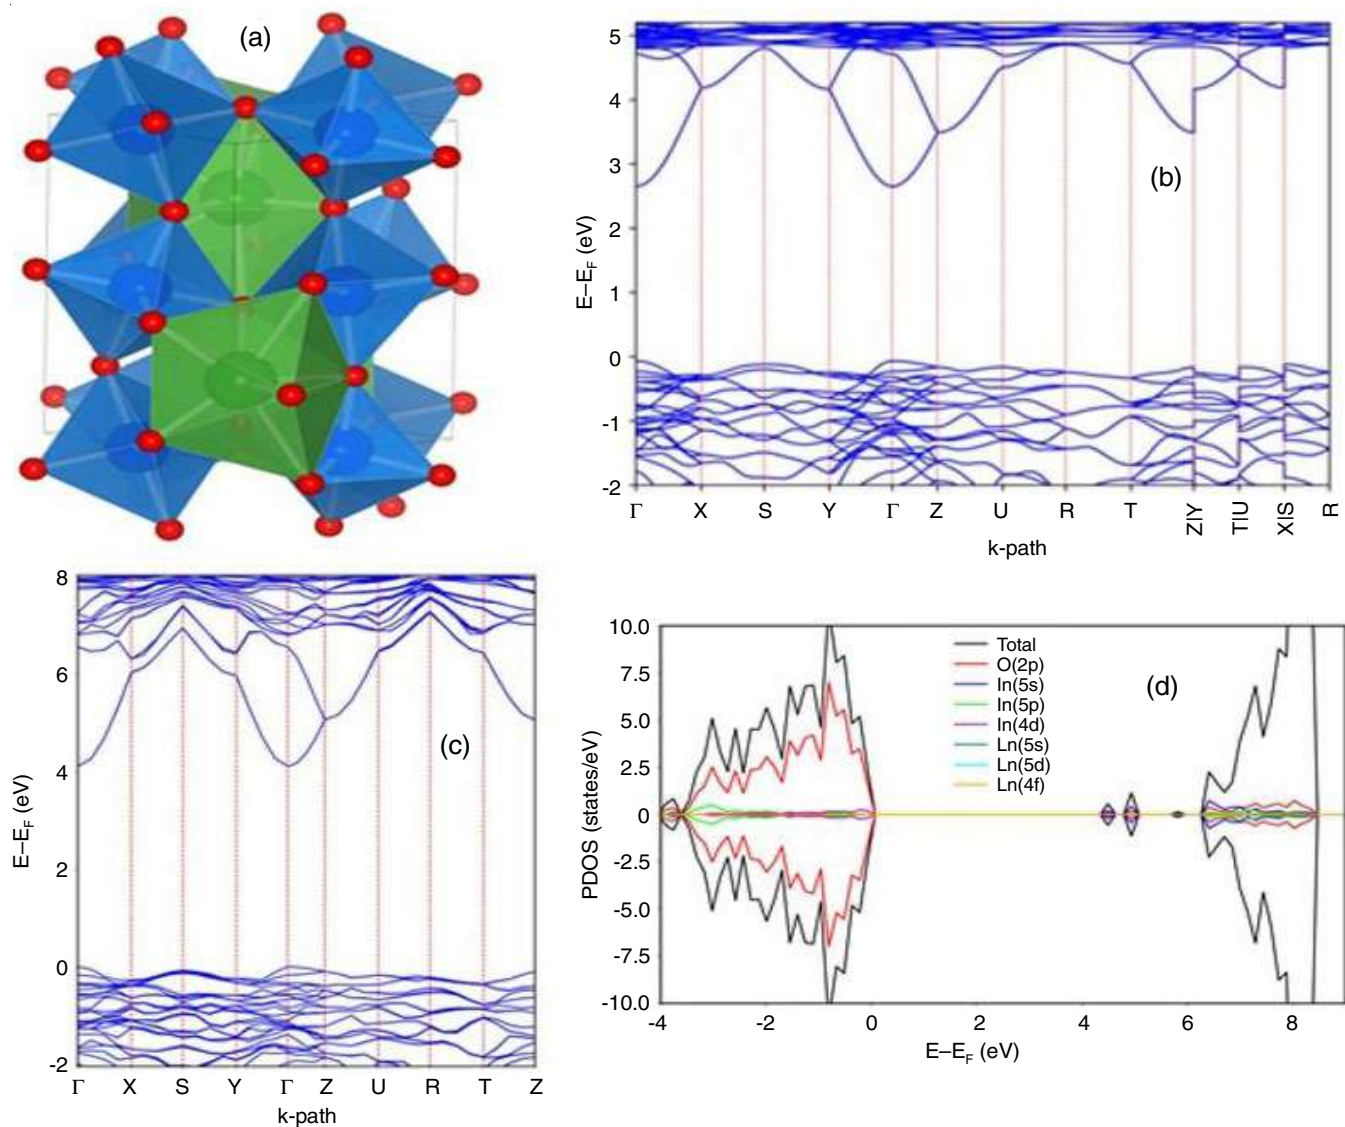 (a)
5
4
3
2
1
0
-1
-2
E–E_F (eV)
(b)
Γ X S Y Γ Z U R T Z|Y T|U X|S R
k-path
8
6
4
2
0
-2
E–E_F (eV)
(c)
Γ X S Y Γ Z U R T Z
k-path
10.0
7.5
5.0
2.5
0
-2.5
-5.0
-7.5
-10.0
PDOS (states/eV)
Total
O(2p)
In(5s)
In(5p)
In(4d)
Ln(5s)
Ln(5d)
Ln(4f)
(d)
-4 -2 0 2 4 6 8
E–E_F (eV)